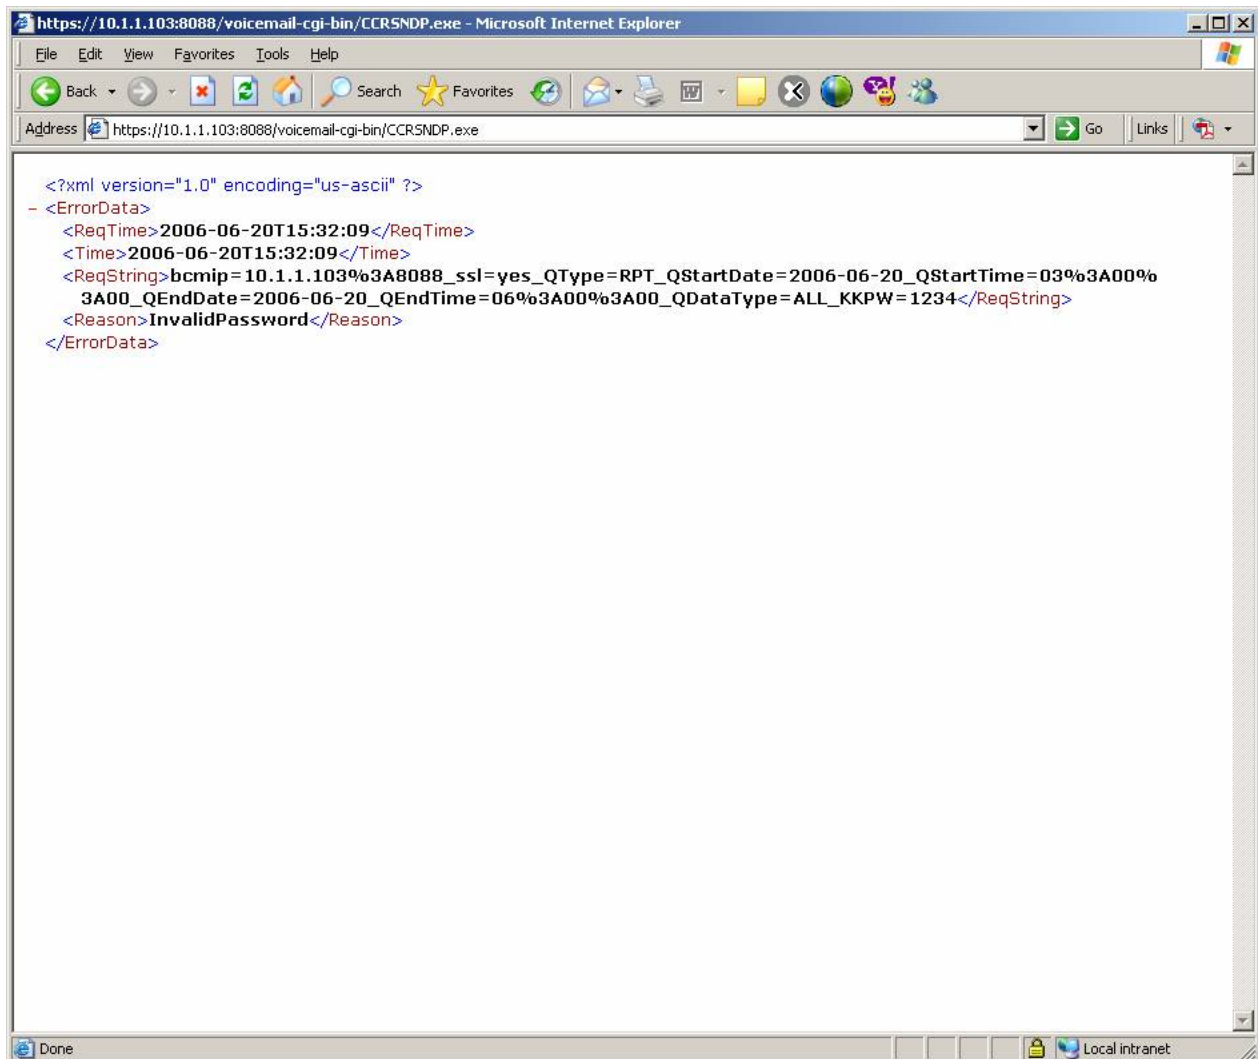 https://10.1.1.103:8088/voicemail-cgi-bin/CCRSNDP.exe - Microsoft Internet Explorer
File Edit View Favorites Tools Help
Back Search Favorites
Address https://10.1.1.103:8088/voicemail-cgi-bin/CCRSNDP.exe Go Links
<?xml version="1.0" encoding="us-ascii" ?>
- <ErrorData>
<ReqTime>2006-06-20T15:32:09</ReqTime>
<Time>2006-06-20T15:32:09</Time>
<ReqString>bcmip=10.1.1.103%3A8088_ssl=yes_QType=RPT_QStartDate=2006-06-20_QStartTime=03%3A00%
3A00_QEndDate=2006-06-20_QEndTime=06%3A00%3A00_QDataType=ALL_KKPW=1234</ReqString>
<Reason>InvalidPassword</Reason>
</ErrorData>
Done Local intranet